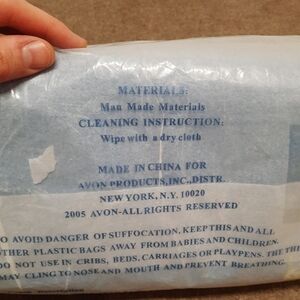 MATERIALS:
Man Made Materials
CLEANING INSTRUCTION:
Wipe with a dry cloth
MADE IN CHINA FOR
AVON PRODUCTS,INC.,DISTR.
NEW YORK, N.Y. 10020
2005 AVON-ALL RIGHTS RESERVED
TO AVOID DANGER OF SUFFOCATION, KEEP THIS AND ALL
OTHER PLASTIC BAGS AWAY FROM BABIES AND CHILDREN.
DO NOT USE IN CRIBS, BEDS, CARRIAGES OR PLAYPENS. THE
MAY CLING TO NOSE AND MOUTH AND PREVENT BREATHING.